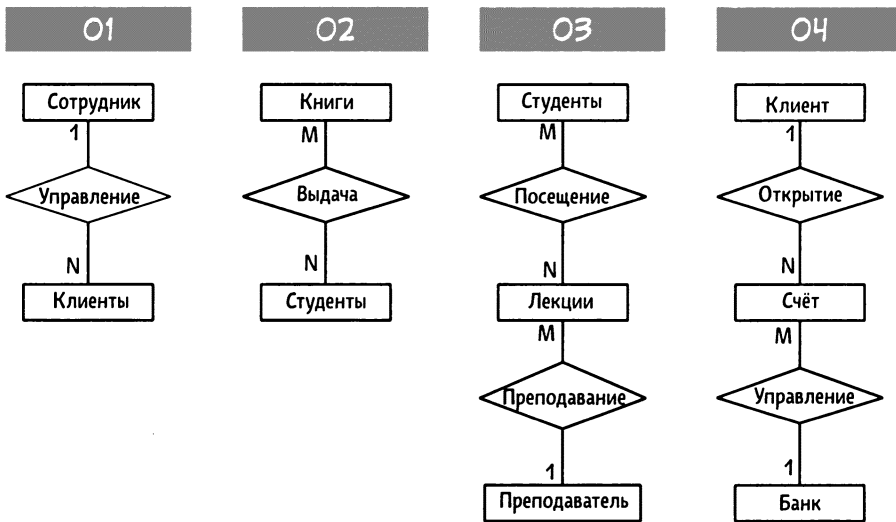 01
Сотрудник
1
Управление
N
Клиенты
02
Книги
M
Выдача
N
Студенты
03
Студенты
M
Посещение
N
Лекции
M
Преподавание
1
Преподаватель
04
Клиент
1
Открытие
N
Счёт
M
Управление
1
Банк